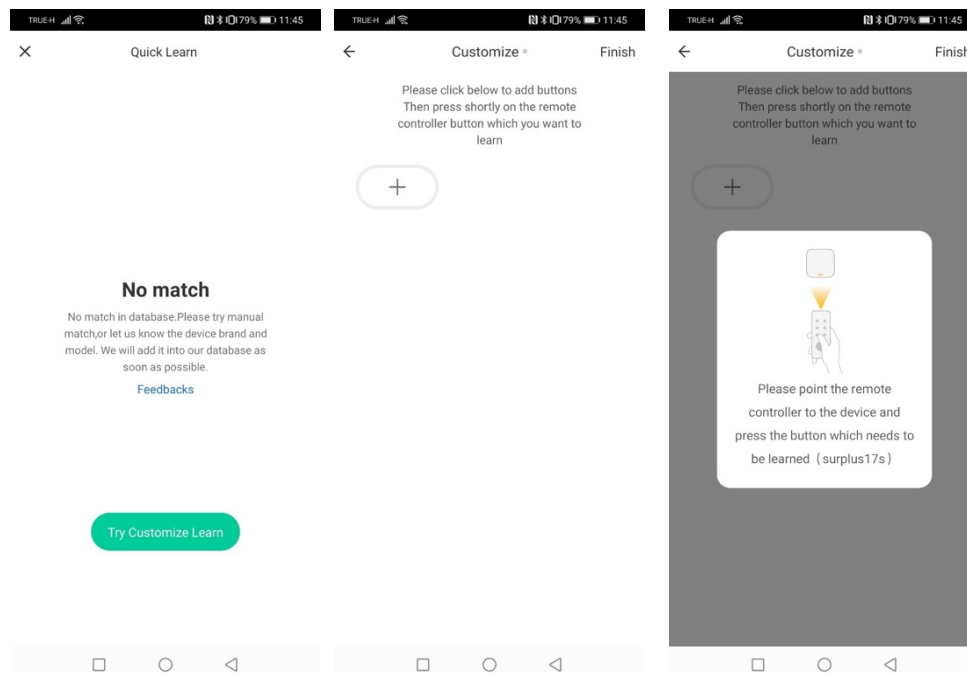 TRUE-H 79% 11:45
Quick Learn
No match
No match in database.Please try manual
match,or let us know the device brand and
model. We will add it into our database as
soon as possible.
Feedbacks
Try Customize Learn
TRUE-H 79% 11:45
Customize Finish
Please click below to add buttons
Then press shortly on the remote
controller button which you want to
learn
+
TRUE-H 79% 11:45
Customize Finish
Please click below to add buttons
Then press shortly on the remote
controller button which you want to
learn
+
Please point the remote
controller to the device and
press the button which needs to
be learned（surplus17s）